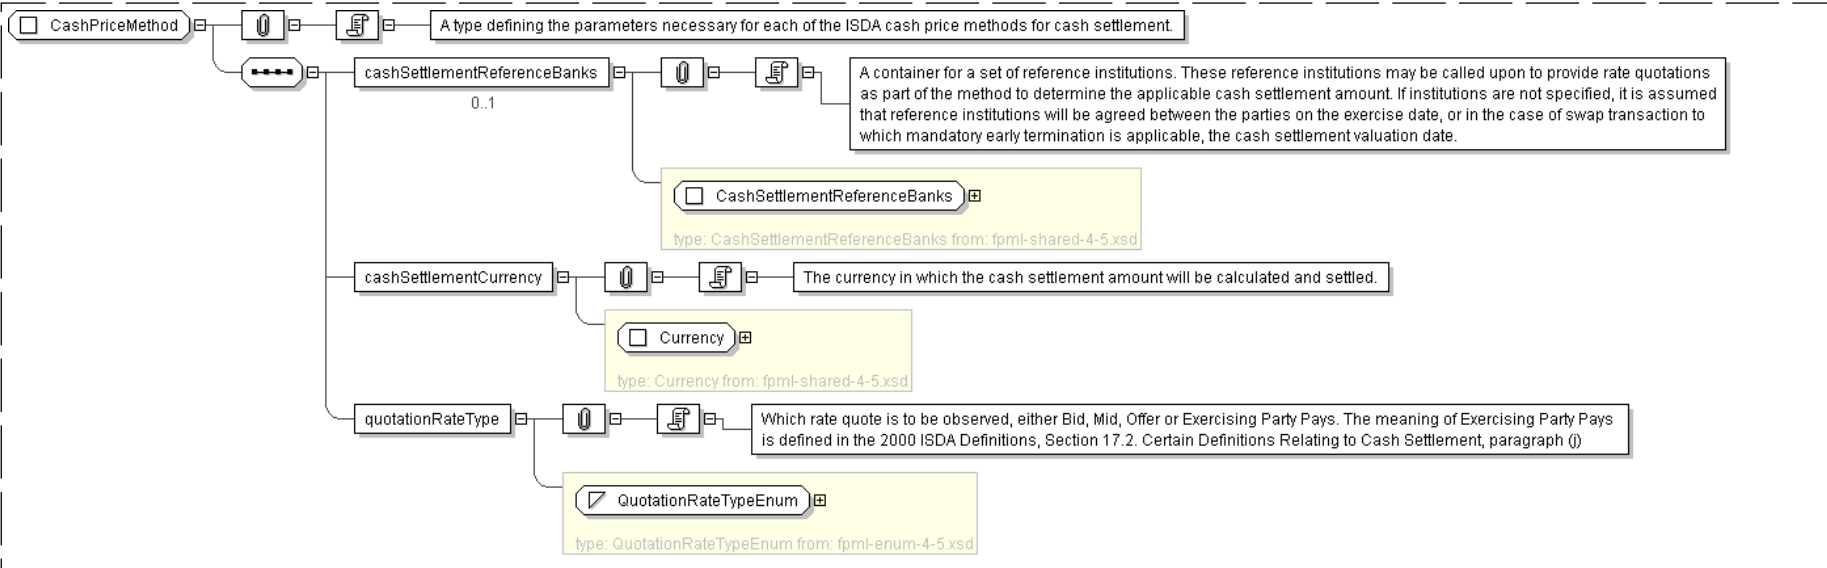 CashPriceMethod
A type defining the parameters necessary for each of the ISDA cash price methods for cash settlement.
cashSettlementReferenceBanks
0..1
A container for a set of reference institutions. These reference institutions may be called upon to provide rate quotations
as part of the method to determine the applicable cash settlement amount. If institutions are not specified, it is assumed
that reference institutions will be agreed between the parties on the exercise date, or in the case of swap transaction to
which mandatory early termination is applicable, the cash settlement valuation date.
CashSettlementReferenceBanks
type: CashSettlementReferenceBanks from: fpml-shared-4-5.xsd
cashSettlementCurrency
The currency in which the cash settlement amount will be calculated and settled.
Currency
type: Currency from: fpml-shared-4-5.xsd
quotationRateType
Which rate quote is to be observed, either Bid, Mid, Offer or Exercising Party Pays. The meaning of Exercising Party Pays
is defined in the 2000 ISDA Definitions, Section 17.2. Certain Definitions Relating to Cash Settlement, paragraph (j)
QuotationRateTypeEnum
type: QuotationRateTypeEnum from: fpml-enum-4-5.xsd